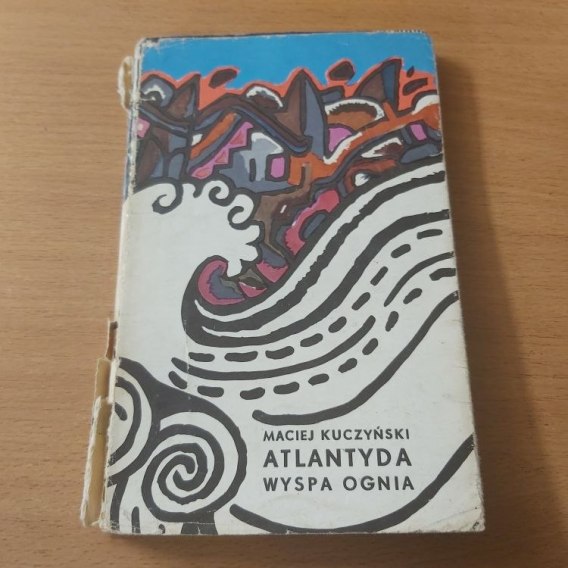 MACIEJ KUCZYŃSKI
ATLANTYDA
WYSPA OGNIA